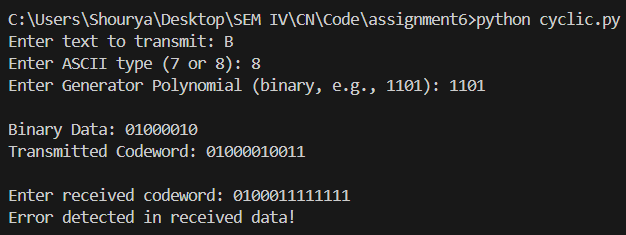 C:\Users\Shourya\Desktop\SEM IV\CN\Code\assignment6>python cyclic.py
Enter text to transmit: B
Enter ASCII type (7 or 8): 8
Enter Generator Polynomial (binary, e.g., 1101): 1101
Binary Data: 01000010
Transmitted Codeword: 01000010011
Enter received codeword: 0100011111111
Error detected in received data!